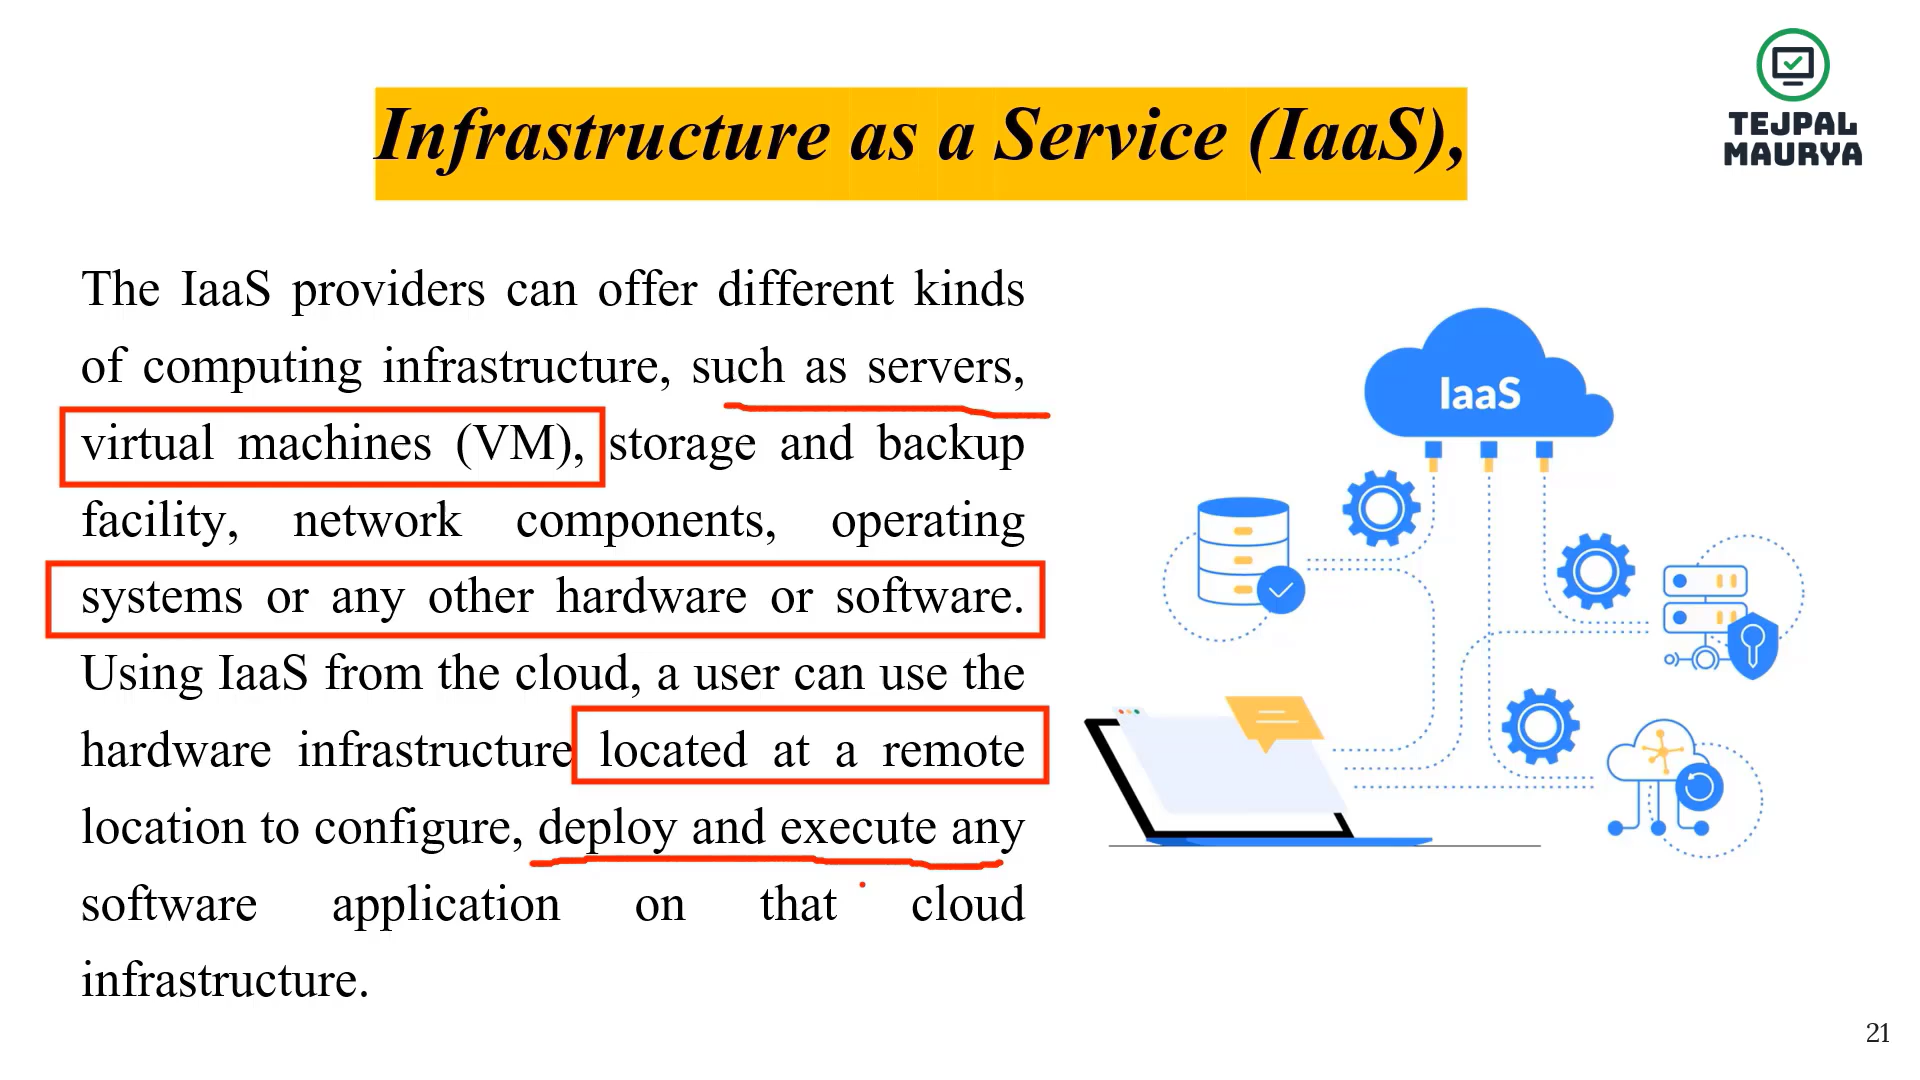 TEJPAL
MAURYA
Infrastructure as a Service (IaaS),
The IaaS providers can offer different kinds
of computing infrastructure, such as servers,
virtual machines (VM), storage and backup
facility, network components, operating
systems or any other hardware or software.
Using IaaS from the cloud, a user can use the
hardware infrastructure located at a remote
location to configure, deploy and execute any
software application on that cloud
infrastructure.
IaaS
21